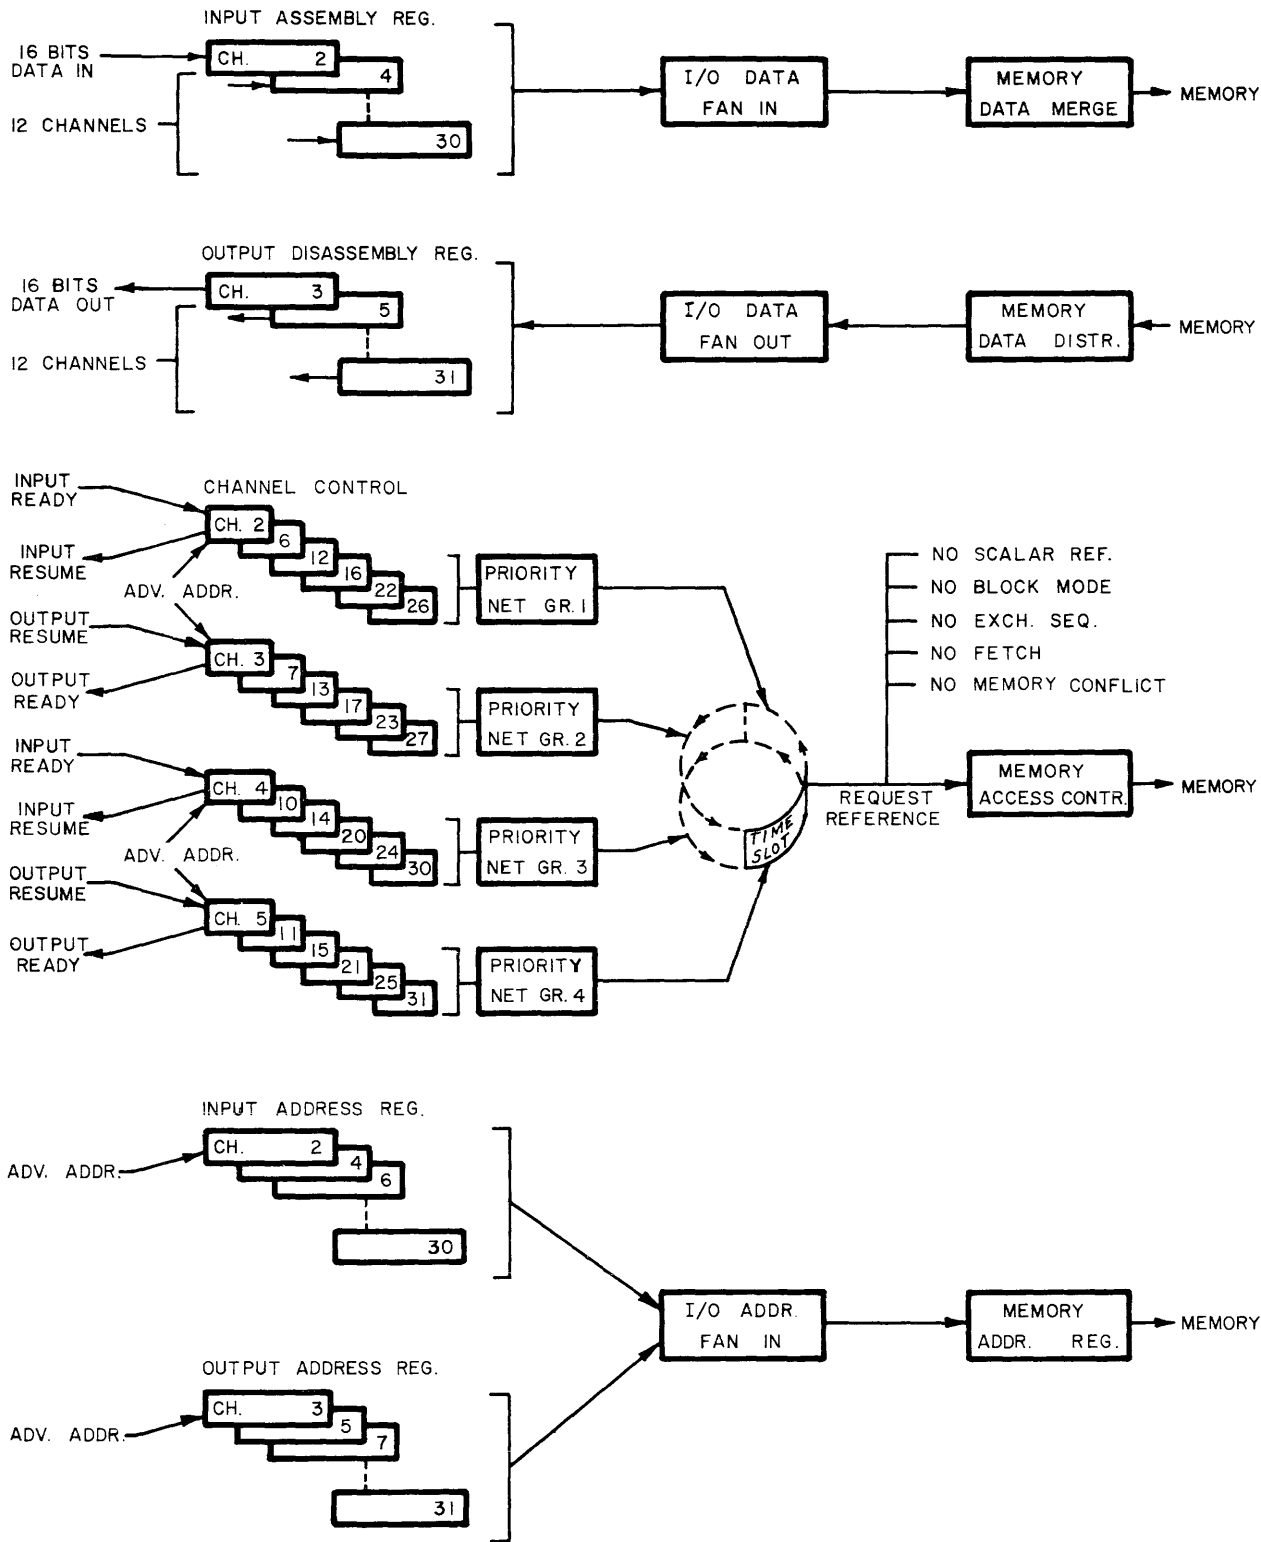 INPUT ASSEMBLY REG.
16 BITS
DATA IN
12 CHANNELS
CH. 2
4
30
I/O DATA
FAN IN
MEMORY
DATA MERGE
MEMORY
OUTPUT DISASSEMBLY REG.
16 BITS
DATA OUT
12 CHANNELS
CH. 3
5
31
I/O DATA
FAN OUT
MEMORY
DATA DISTR.
MEMORY
CHANNEL CONTROL
INPUT
READY
INPUT
RESUME
ADV. ADDR.
CH. 2
6
12
16
22
26
PRIORITY
NET GR. 1
OUTPUT
RESUME
OUTPUT
READY
CH. 3
7
13
17
23
27
PRIORITY
NET GR. 2
INPUT
READY
INPUT
RESUME
ADV. ADDR.
CH. 4
10
14
20
24
30
PRIORITY
NET GR. 3
OUTPUT
RESUME
OUTPUT
READY
CH. 5
11
15
21
25
31
PRIORITY
NET GR. 4
TIME
SLOT
NO SCALAR REF.
NO BLOCK MODE
NO EXCH. SEQ.
NO FETCH
NO MEMORY CONFLICT
REQUEST
REFERENCE
MEMORY
ACCESS CONTR.
MEMORY
INPUT ADDRESS REG.
ADV. ADDR.
CH. 2
4
6
30
I/O ADDR.
FAN IN
MEMORY
ADDR. REG.
MEMORY
OUTPUT ADDRESS REG.
ADV. ADDR.
CH. 3
5
7
31